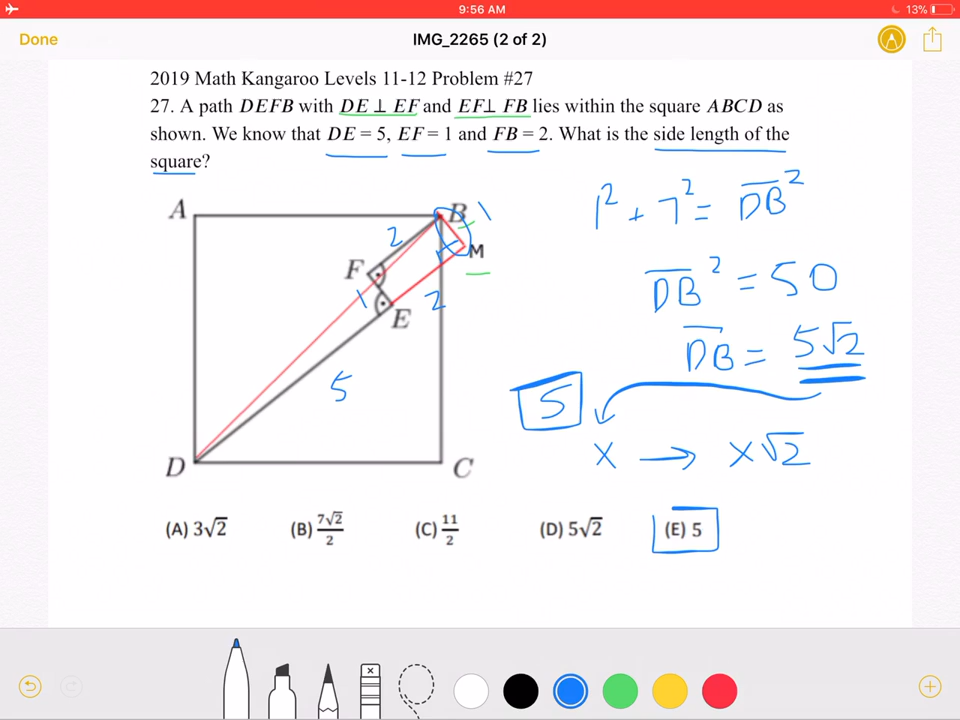 9:56 AM
13%
Done
IMG_2265 (2 of 2)
2019 Math Kangaroo Levels 11-12 Problem #27
27. A path DEFB with DE ⊥ EF and EF⊥ FB lies within the square ABCD as
shown. We know that DE = 5, EF = 1 and FB = 2. What is the side length of the
square?
1² + 7² = DB²
DB² = 50
DB = 5√2
5
x → x√2
A
B
1
2
M
F
1
2
E
5
D
C
(A) 3√2
(B) 7√2/2
(C) 11/2
(D) 5√2
(E) 5